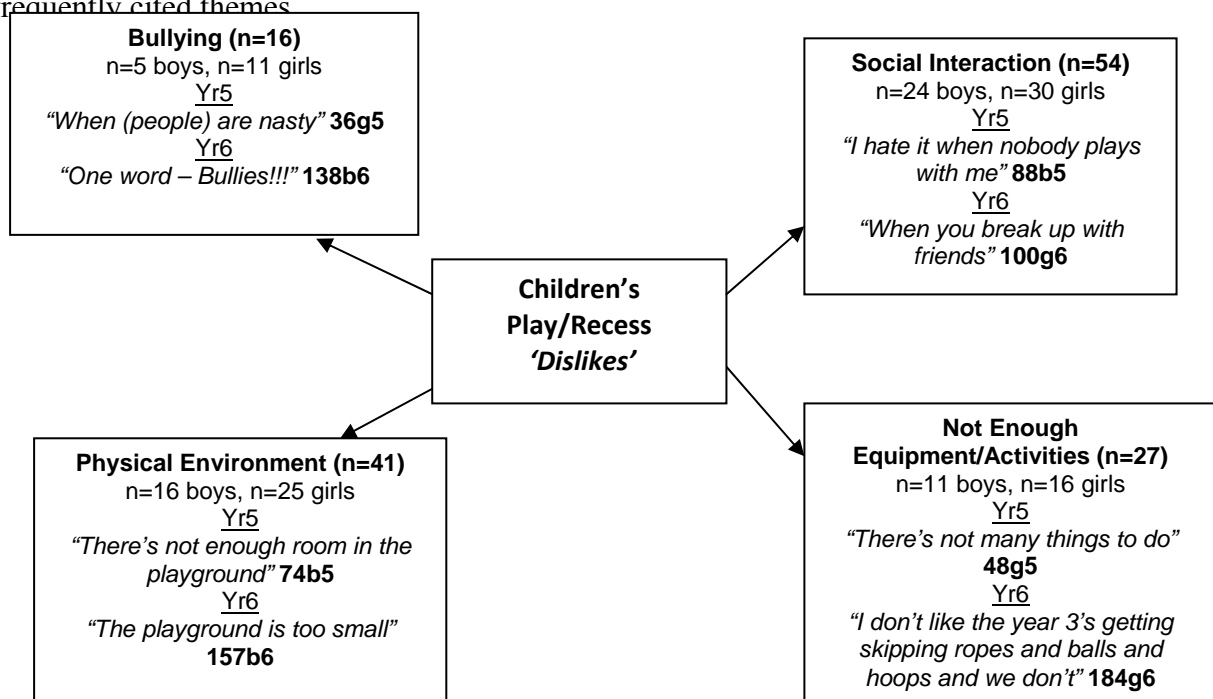 requently cited themes
Bullying (n=16)
n=5 boys, n=11 girls
Yr5
“When (people) are nasty” 36g5
Yr6
“One word – Bullies!!!” 138b6
Social Interaction (n=54)
n=24 boys, n=30 girls
Yr5
“I hate it when nobody plays
with me” 88b5
Yr6
“When you break up with
friends” 100g6
Children’s
Play/Recess
‘Dislikes’
Physical Environment (n=41)
n=16 boys, n=25 girls
Yr5
“There’s not enough room in the
playground” 74b5
Yr6
“The playground is too small”
157b6
Not Enough
Equipment/Activities (n=27)
n=11 boys, n=16 girls
Yr5
“There’s not many things to do”
48g5
Yr6
“I don’t like the year 3’s getting
skipping ropes and balls and
hoops and we don’t” 184g6